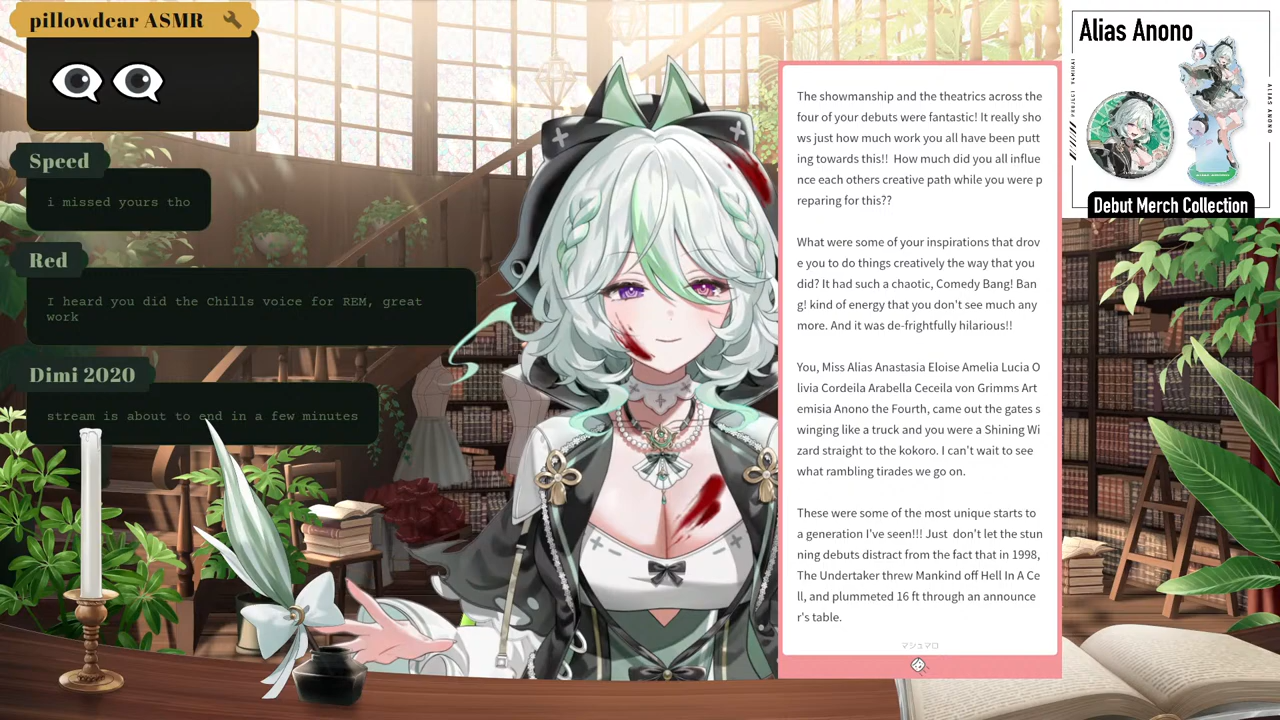 pillowdear ASMR
Speed
i missed yours tho
Red
I heard you did the Chills voice for REM, great
work
Dimi 2020
stream is about to end in a few minutes
The showmanship and the theatrics across the
four of your debuts were fantastic! It really sho
ws just how much work you all have been putt
ing towards this!!  How much did you all influe
nce each others creative path while you were p
reparing for this??
What were some of your inspirations that drov
e you to do things creatively the way that you
did? It had such a chaotic, Comedy Bang! Ban
g! kind of energy that you don't see much any
more. And it was de-frightfully hilarious!!
You, Miss Alias Anastasia Eloise Amelia Lucia O
livia Cordeila Arabella Ceceila von Grimms Art
emisia Anono the Fourth, came out the gates s
winging like a truck and you were a Shining Wi
zard straight to the kokoro. I can't wait to see
what rambling tirades we go on.
These were some of the most unique starts to
a generation I've seen!!! Just  don't let the stun
ning debuts distract from the fact that in 1998,
The Undertaker threw Mankind off Hell In A Ce
ll, and plummeted 16 ft through an announce
r's table.
マシュマロ
Alias Anono
ALIAS ANONO
Debut Merch Collection